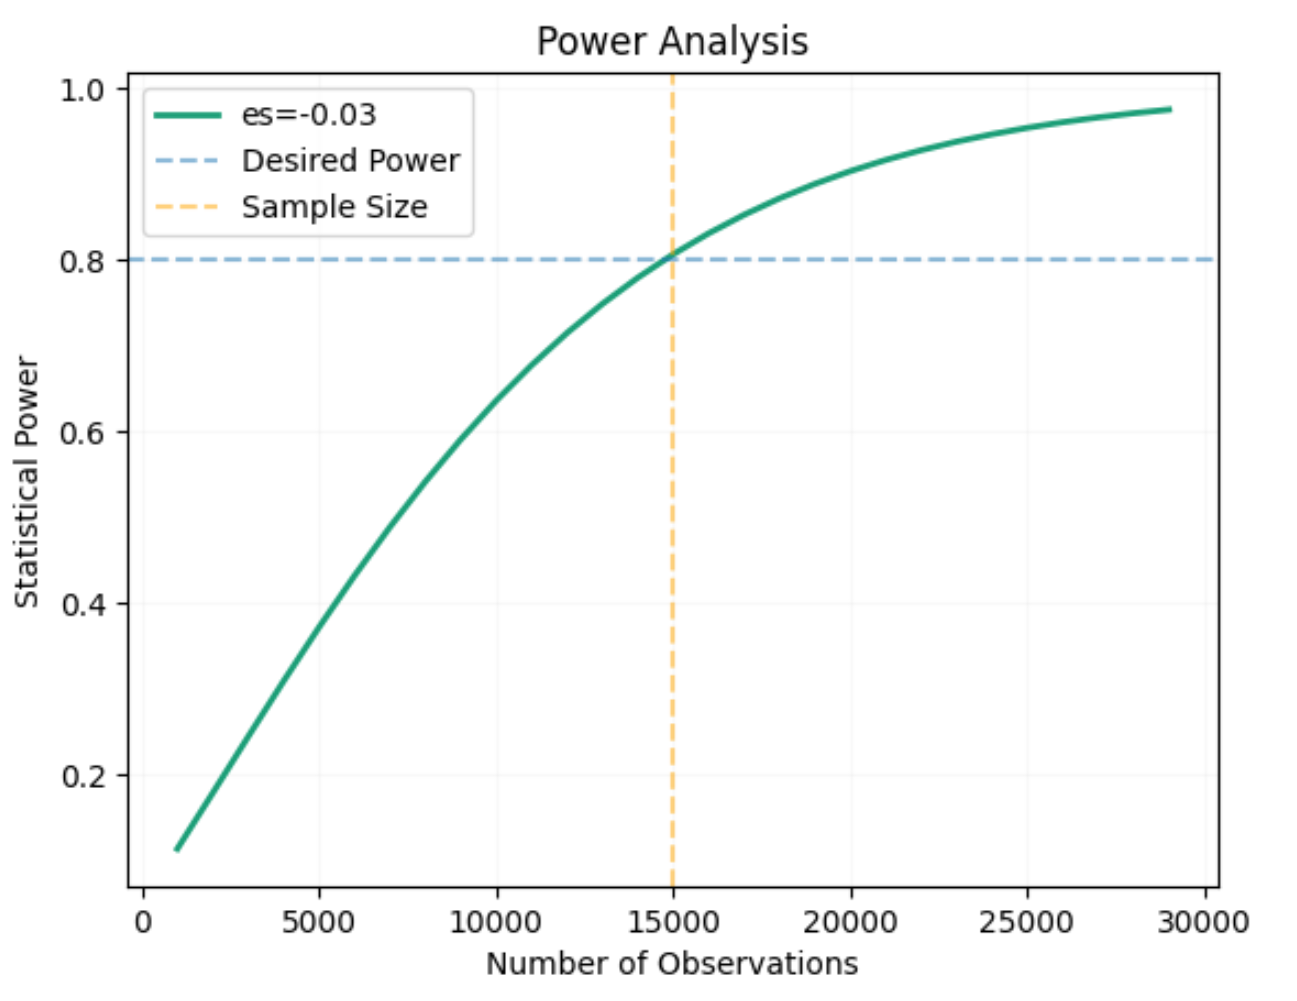 Power Analysis
es=-0.03
Desired Power
Sample Size
1.0
0.8
0.6
0.4
0.2
Statistical Power
0 5000 10000 15000 20000 25000 30000
Number of Observations